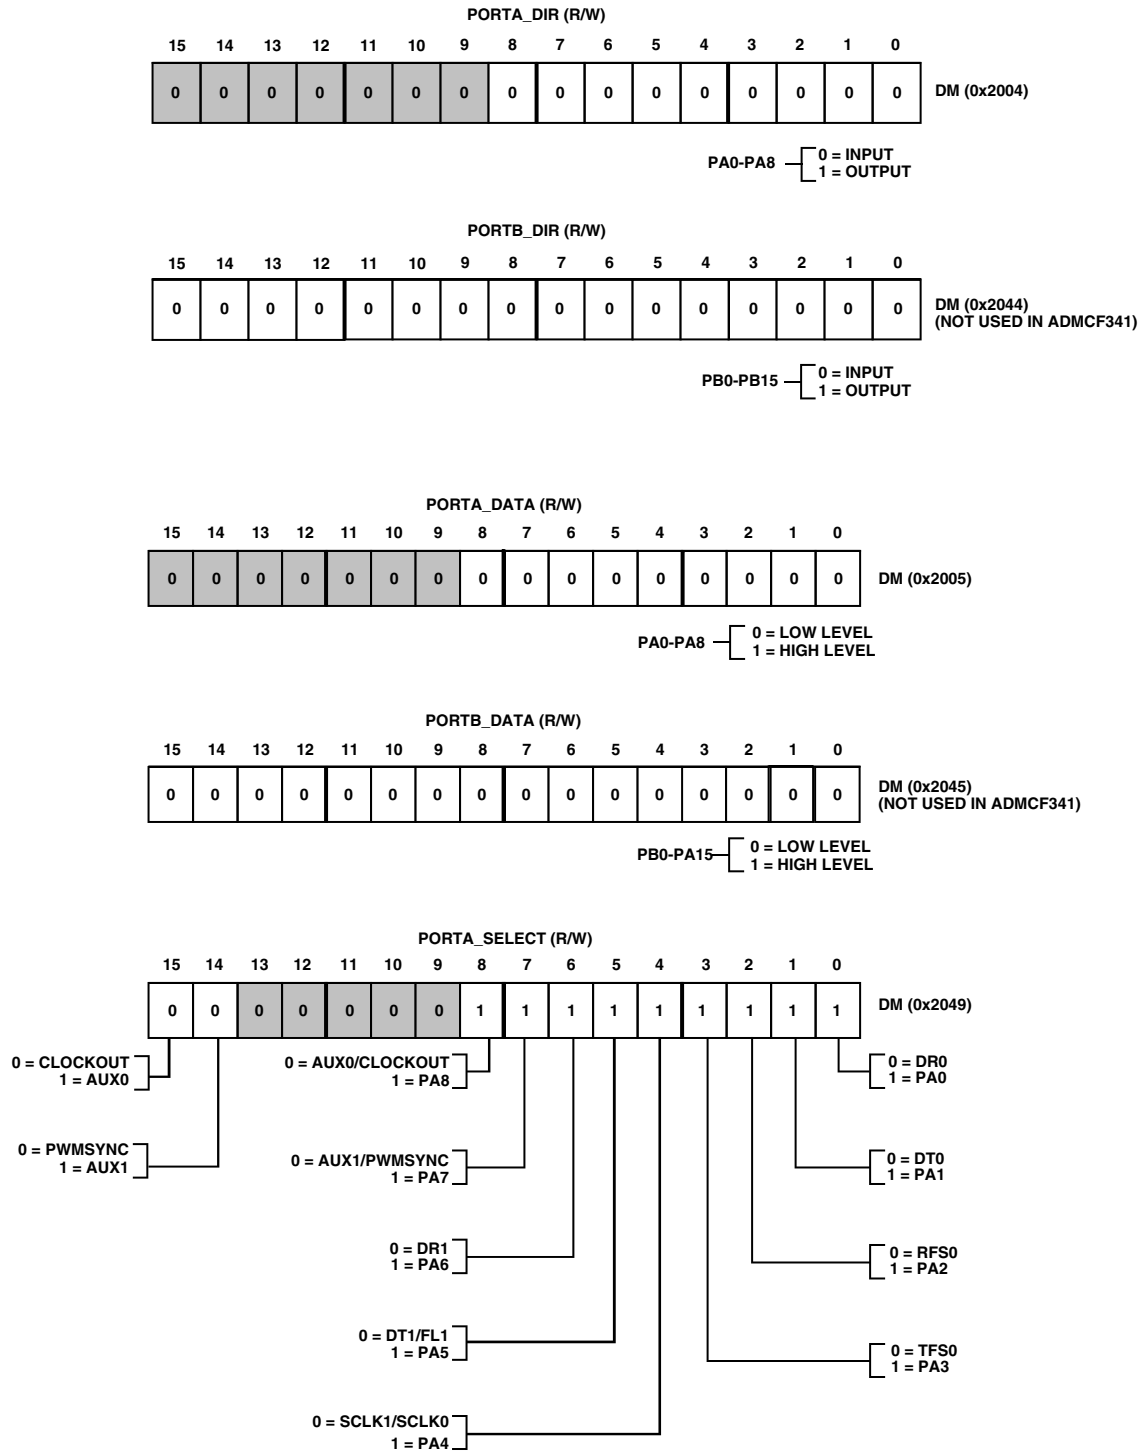 PORTA_DIR (R/W)
15 14 13 12 11 10 9 8 7 6 5 4 3 2 1 0
0 0 0 0 0 0 0 0 0 0 0 0 0 0 0 0 DM (0x2004)
PA0-PA8 0 = INPUT
1 = OUTPUT
PORTB_DIR (R/W)
15 14 13 12 11 10 9 8 7 6 5 4 3 2 1 0
0 0 0 0 0 0 0 0 0 0 0 0 0 0 0 0 DM (0x2044)
(NOT USED IN ADMCF341)
PB0-PB15 0 = INPUT
1 = OUTPUT
PORTA_DATA (R/W)
15 14 13 12 11 10 9 8 7 6 5 4 3 2 1 0
0 0 0 0 0 0 0 0 0 0 0 0 0 0 0 0 DM (0x2005)
PA0-PA8 0 = LOW LEVEL
1 = HIGH LEVEL
PORTB_DATA (R/W)
15 14 13 12 11 10 9 8 7 6 5 4 3 2 1 0
0 0 0 0 0 0 0 0 0 0 0 0 0 0 0 0 DM (0x2045)
(NOT USED IN ADMCF341)
PB0-PA15 0 = LOW LEVEL
1 = HIGH LEVEL
PORTA_SELECT (R/W)
15 14 13 12 11 10 9 8 7 6 5 4 3 2 1 0
0 0 0 0 0 0 0 1 1 1 1 1 1 1 1 1 DM (0x2049)
0 = CLOCKOUT
1 = AUX0
0 = AUX0/CLOCKOUT
1 = PA8
0 = DR0
1 = PA0
0 = PWMSYNC
1 = AUX1
0 = AUX1/PWMSYNC
1 = PA7
0 = DT0
1 = PA1
0 = DR1
1 = PA6
0 = RFS0
1 = PA2
0 = DT1/FL1
1 = PA5
0 = TFS0
1 = PA3
0 = SCLK1/SCLK0
1 = PA4